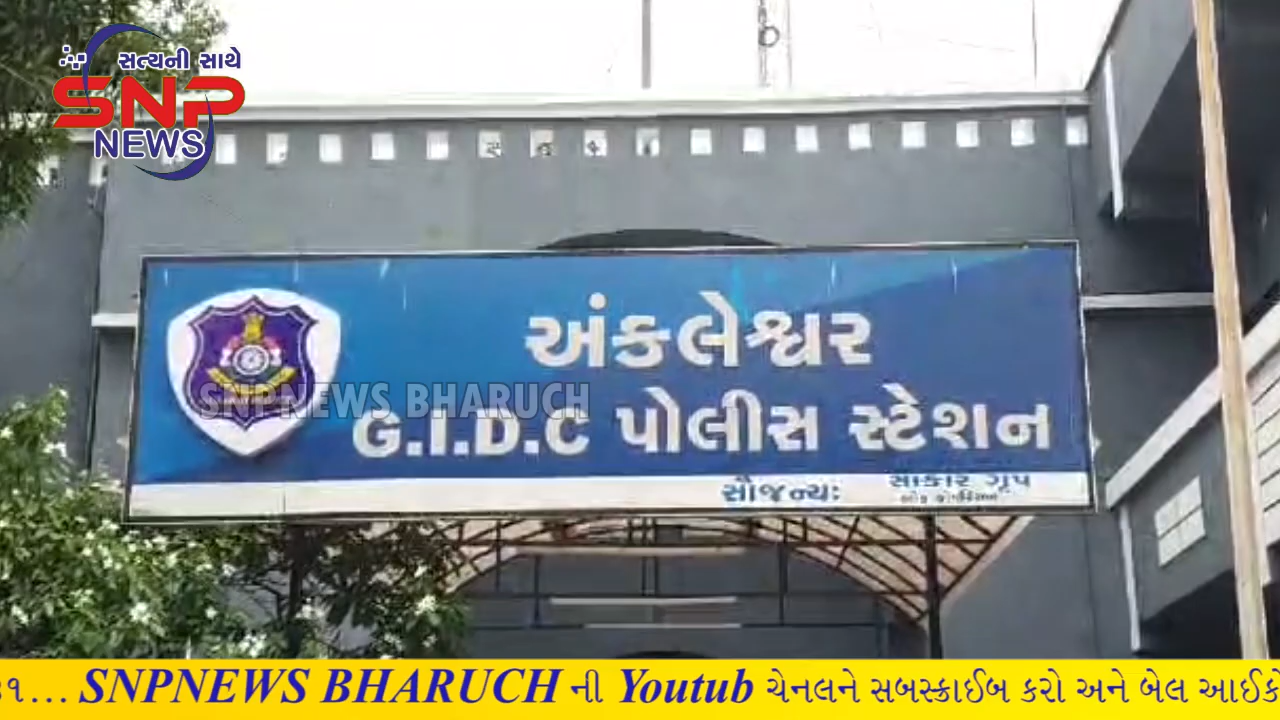 સત્યની સાથે
SNP
NEWS
અંકલેશ્વર
SNPNEWS BHARUCH
G.I.D.C પોલીસ સ્ટેશન
સૌજન્ય: સાકાર ગ્રુપ
૧... SNPNEWS BHARUCH ની Youtub ચેનલને સબસ્ક્રાઈબ કરો અને બેલ આઈકો